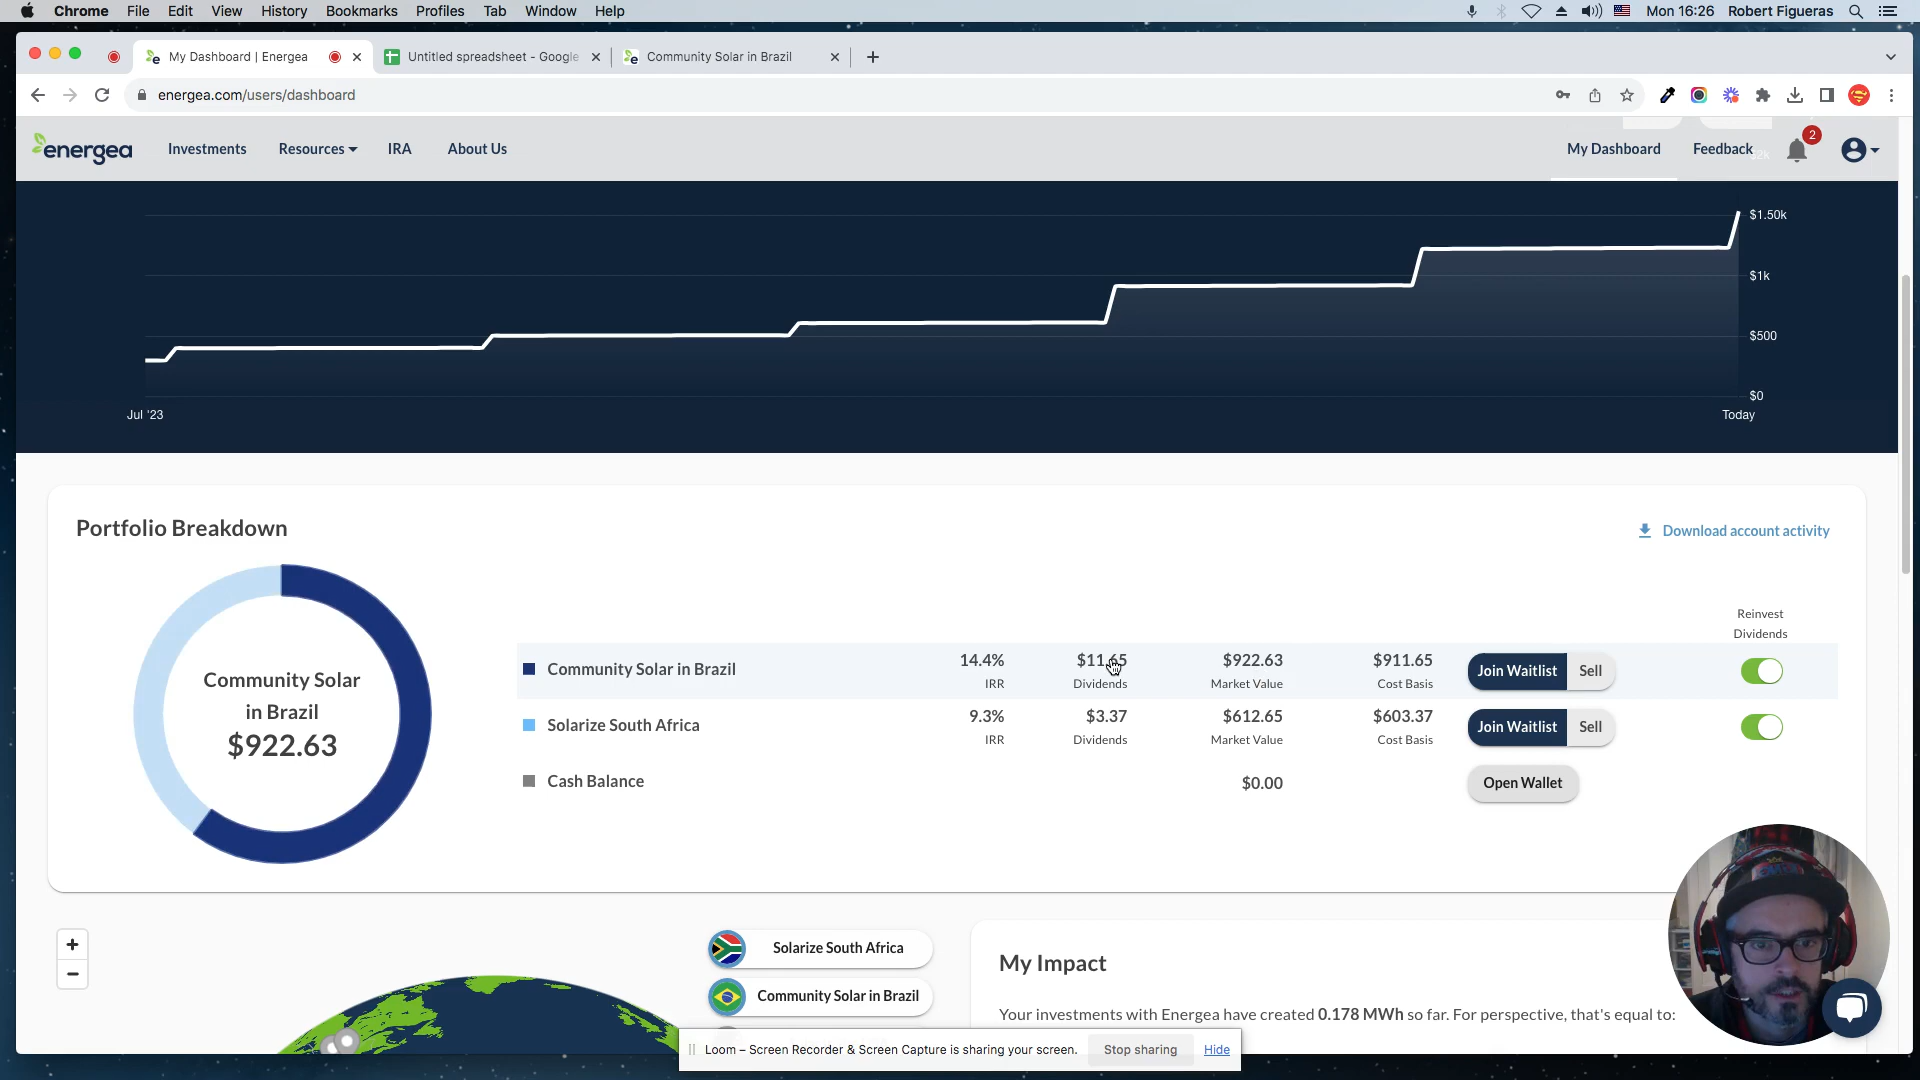 Chrome File Edit View History Bookmarks Profiles Tab Window Help Mon 16:26 Robert Figueras
My Dashboard | Energea Untitled spreadsheet - Google Community Solar in Brazil
energea.com/users/dashboard
energea Investments Resources IRA About Us My Dashboard Feedback 2
$1.50k
$1k
$500
$0
Jul '23 Today
Portfolio Breakdown
Download account activity
Reinvest
Dividends
Community Solar
in Brazil
$922.63
Community Solar in Brazil 14.4% $11.65 $922.63 $911.65 Join Waitlist Sell
IRR Dividends Market Value Cost Basis
Solarize South Africa 9.3% $3.37 $612.65 $603.37 Join Waitlist Sell
IRR Dividends Market Value Cost Basis
Cash Balance $0.00 Open Wallet
+
−
Solarize South Africa
Community Solar in Brazil
My Impact
Your investments with Energea have created 0.178 MWh so far. For perspective, that's equal to:
Loom – Screen Recorder & Screen Capture is sharing your screen. Stop sharing Hide